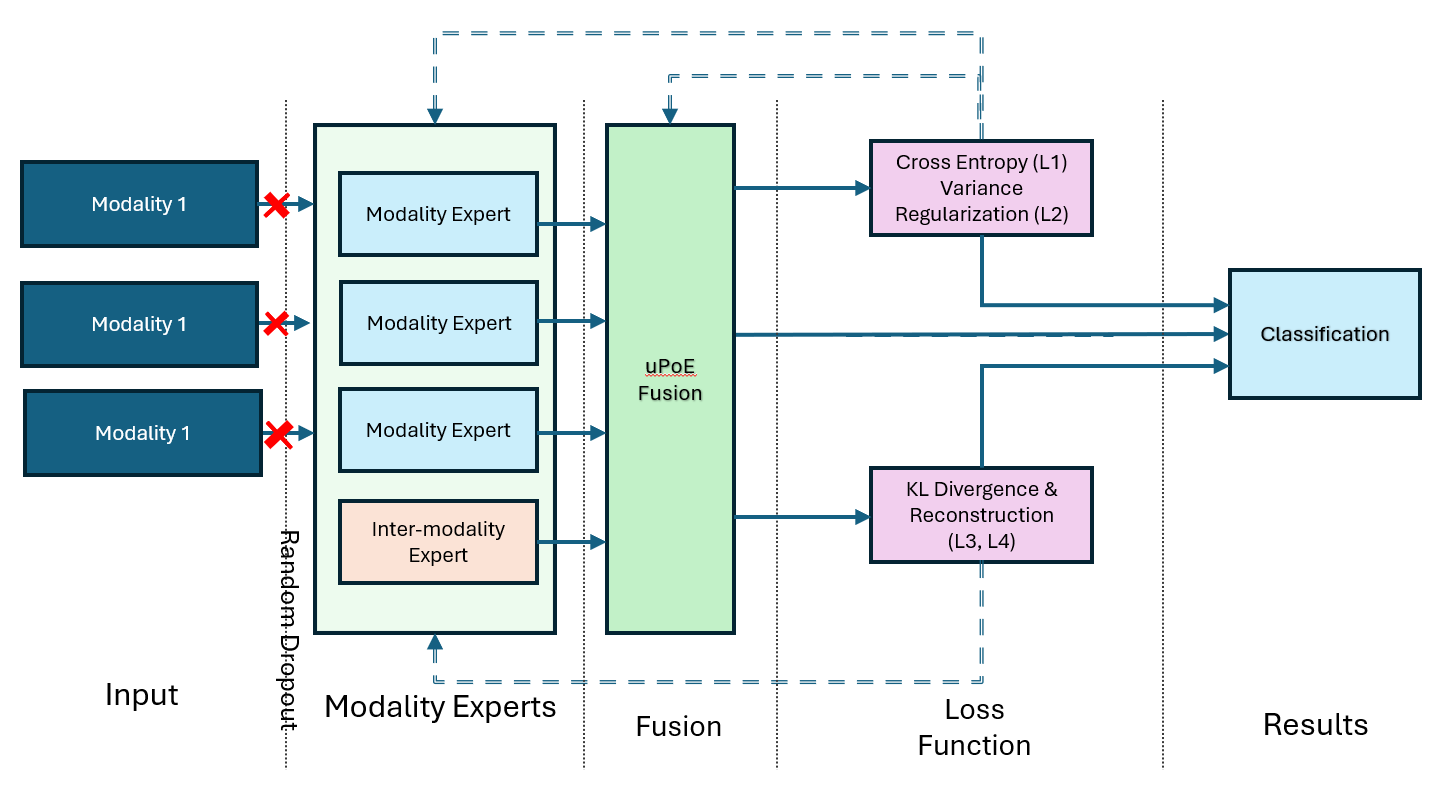 Modality 1
Modality 1
Modality 1
Input
Random Dropout
Modality Expert
Modality Expert
Modality Expert
Inter-modality
Expert
Modality Experts
uPoE
Fusion
Fusion
Cross Entropy (L1)
Variance
Regularization (L2)
KL Divergence &
Reconstruction
(L3, L4)
Loss
Function
Classification
Results